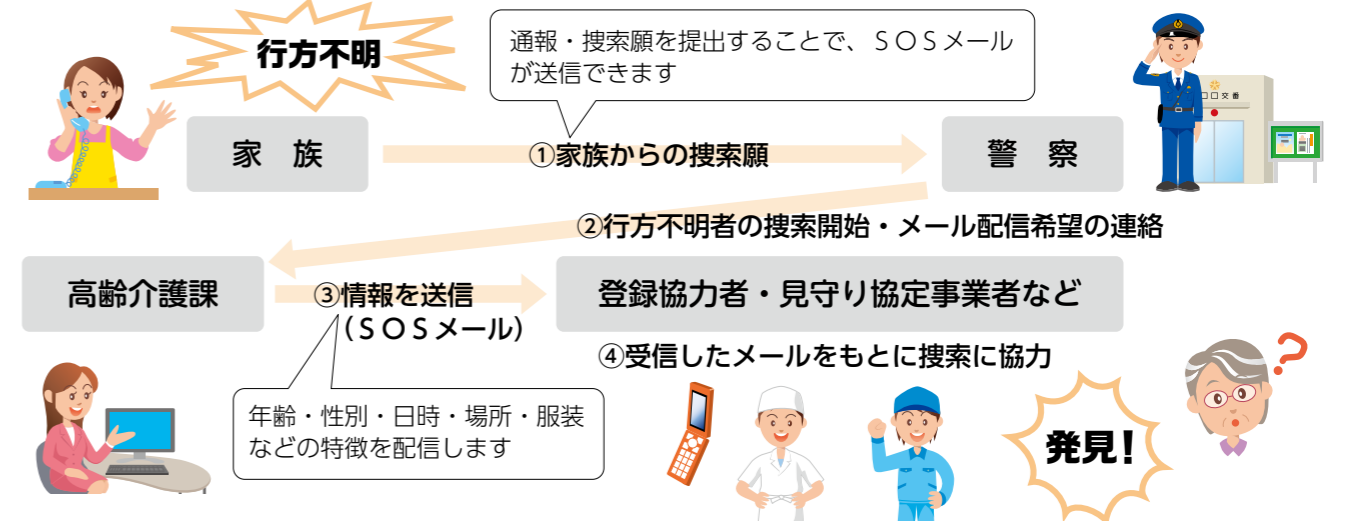 行方不明
通報・捜索願を提出することで、ＳＯＳメール
が送信できます
家　族
①家族からの捜索願
警　察
交番
②行方不明者の捜索開始・メール配信希望の連絡
高齢介護課
③情報を送信
（ＳＯＳメール）
登録協力者・見守り協定事業者など
④受信したメールをもとに捜索に協力
年齢・性別・日時・場所・服装
などの特徴を配信します
発見！